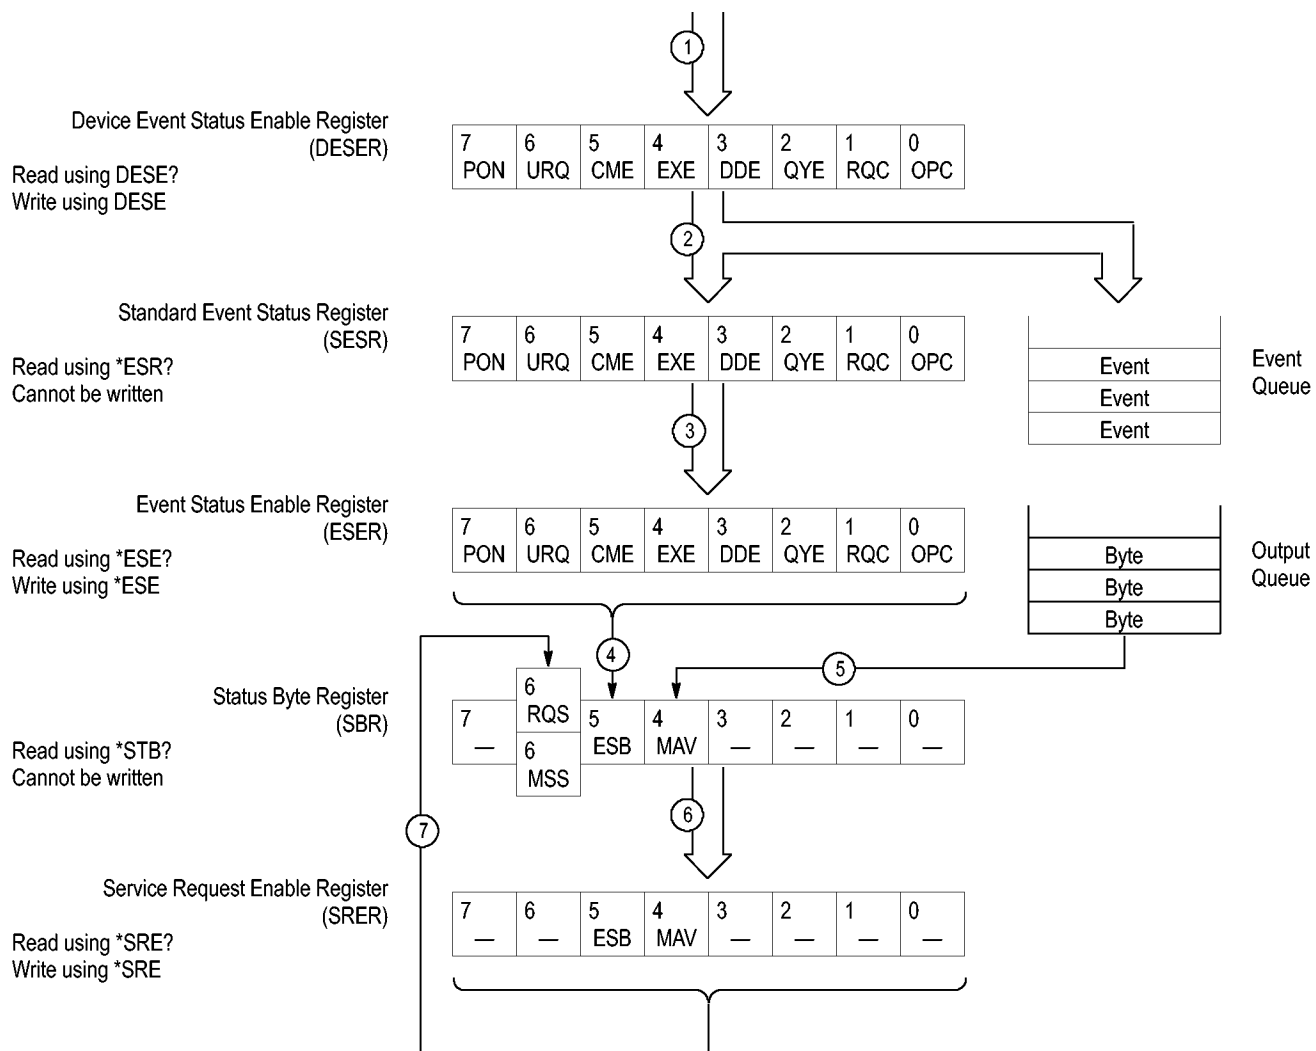 1
Device Event Status Enable Register
(DESER)
Read using DESE?
Write using DESE
7 6 5 4 3 2 1 0
PON URQ CME EXE DDE QYE RQC OPC
2
Standard Event Status Register
(SESR)
Read using *ESR?
Cannot be written
7 6 5 4 3 2 1 0
PON URQ CME EXE DDE QYE RQC OPC
Event
Event
Event
Event
Queue
3
Event Status Enable Register
(ESER)
Read using *ESE?
Write using *ESE
7 6 5 4 3 2 1 0
PON URQ CME EXE DDE QYE RQC OPC
Byte
Byte
Byte
Output
Queue
4
5
Status Byte Register
(SBR)
Read using *STB?
Cannot be written
6
RQS
7 5 4 3 2 1 0
— ESB MAV — — — —
6
MSS
6
7
Service Request Enable Register
(SRER)
Read using *SRE?
Write using *SRE
7 6 5 4 3 2 1 0
— — ESB MAV — — — —